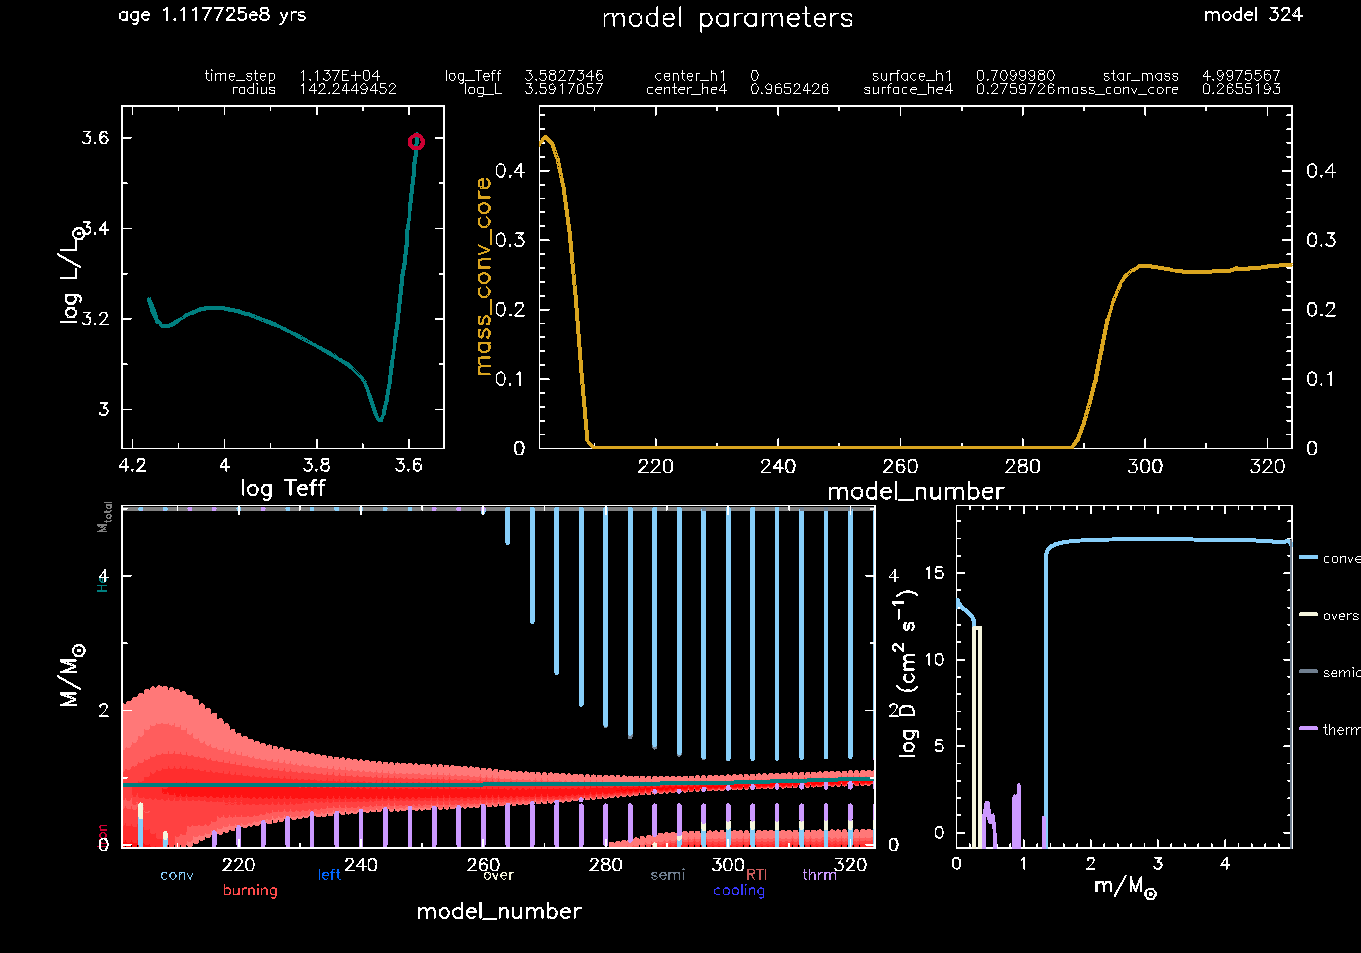 age 1.117725e8 yrs
model parameters
model 324
time_step 1.137E+04 log_Teff 3.5827346 center_h1 0 surface_h1 0.7099980 star_mass 4.9975567
radius 142.2449452 log_L 3.5917057 center_he4 0.9652426 surface_he4 0.2759726 mass_conv_core 0.2655193
3.6
3.4
3.2
3
log L/L⊙
4.2 4 3.8 3.6
log Teff
mass_conv_core
0.4
0.3
0.2
0.1
0
0.4
0.3
0.2
0.1
0
220 240 260 280 300 320
model_number
M/M⊙
Mtotal
He
4
2
0
4
2
0
220 240 260 280 300 320
conv left over semi RTI thrm
burning cooling
model_number
log D (cm² s⁻¹)
15
10
5
0
0 1 2 3 4
m/M⊙
conve
overs
semic
therm